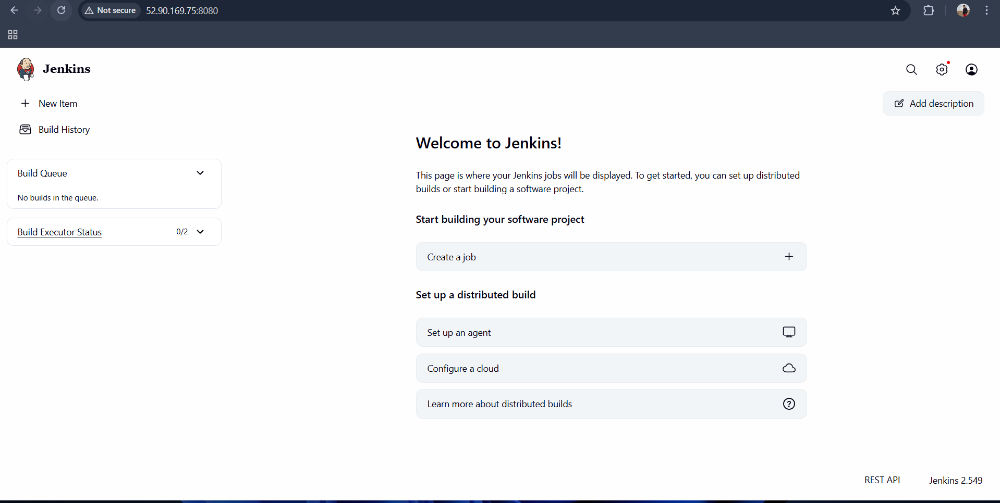 Not secure
52.90.169.75:8080
Jenkins
New Item
Add description
Build History
Welcome to Jenkins!
Build Queue
This page is where your Jenkins jobs will be displayed. To get started, you can set up distributed
builds or start building a software project.
No builds in the queue.
Start building your software project
Build Executor Status 0/2
Create a job
Set up a distributed build
Set up an agent
Configure a cloud
Learn more about distributed builds
REST API
Jenkins 2.549